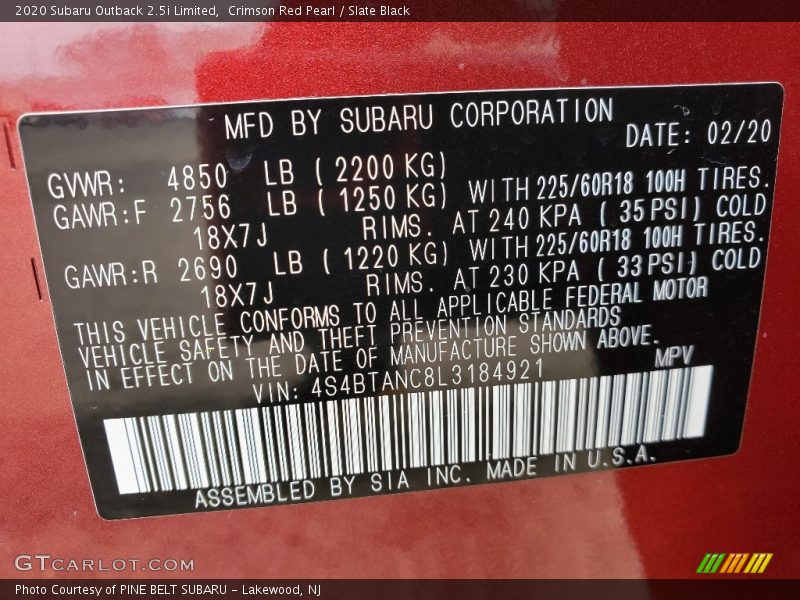 2020 Subaru Outback 2.5i Limited,  Crimson Red Pearl / Slate Black
MFD BY SUBARU CORPORATION
DATE: 02/20
GVWR: 4850 LB ( 2200 KG)
GAWR:F 2756 LB ( 1250 KG) WITH 225/60R18 100H TIRES.
18X7J RIMS. AT 240 KPA ( 35 PSI) COLD
GAWR:R 2690 LB ( 1220 KG) WITH 225/60R18 100H TIRES.
18X7J RIMS. AT 230 KPA ( 33 PSI) COLD
THIS VEHICLE CONFORMS TO ALL APPLICABLE FEDERAL MOTOR
VEHICLE SAFETY AND THEFT PREVENTION STANDARDS
IN EFFECT ON THE DATE OF MANUFACTURE SHOWN ABOVE.
VIN: 4S4BTANC8L3184921 MPV
ASSEMBLED BY SIA INC. MADE IN U.S.A.
GTCARLOT.COM
Photo Courtesy of PINE BELT SUBARU - Lakewood, NJ